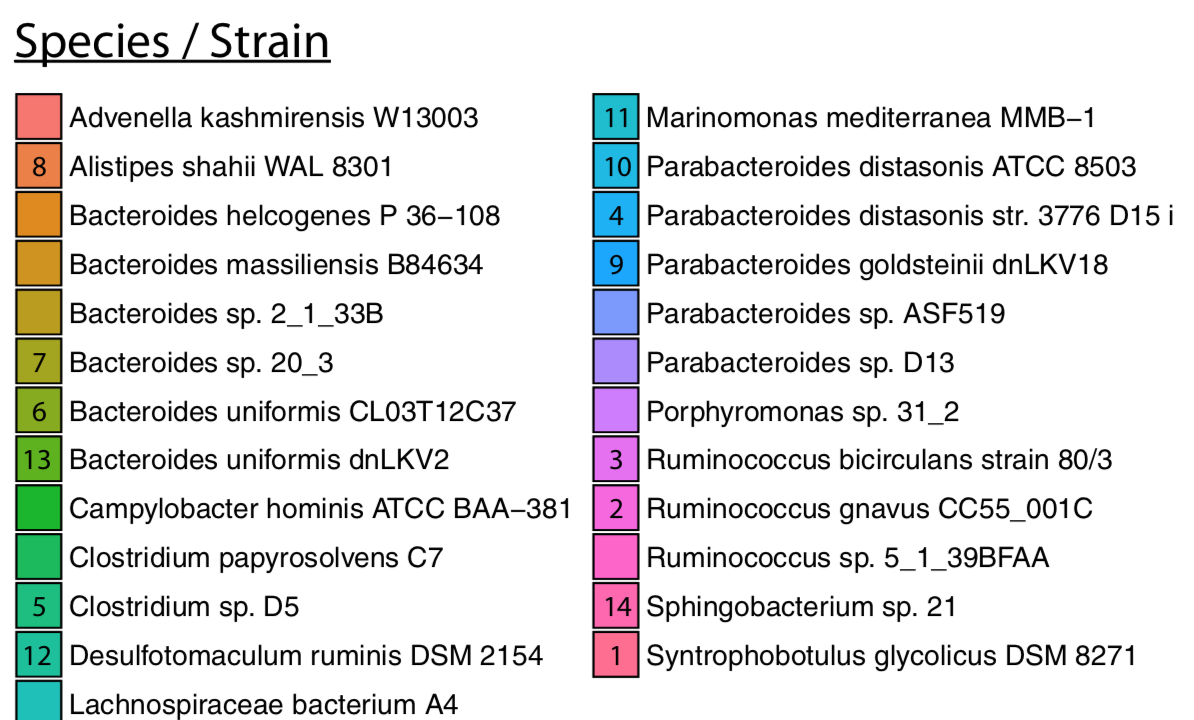 Species / Strain
Advenella kashmirensis W13003
8 Alistipes shahii WAL 8301
Bacteroides helcogenes P 36−108
Bacteroides massiliensis B84634
Bacteroides sp. 2_1_33B
7 Bacteroides sp. 20_3
6 Bacteroides uniformis CL03T12C37
13 Bacteroides uniformis dnLKV2
Campylobacter hominis ATCC BAA−381
Clostridium papyrosolvens C7
5 Clostridium sp. D5
12 Desulfotomaculum ruminis DSM 2154
Lachnospiraceae bacterium A4
11 Marinomonas mediterranea MMB−1
10 Parabacteroides distasonis ATCC 8503
4 Parabacteroides distasonis str. 3776 D15 i
9 Parabacteroides goldsteinii dnLKV18
Parabacteroides sp. ASF519
Parabacteroides sp. D13
Porphyromonas sp. 31_2
3 Ruminococcus bicirculans strain 80/3
2 Ruminococcus gnavus CC55_001C
Ruminococcus sp. 5_1_39BFAA
14 Sphingobacterium sp. 21
1 Syntrophobotulus glycolicus DSM 8271